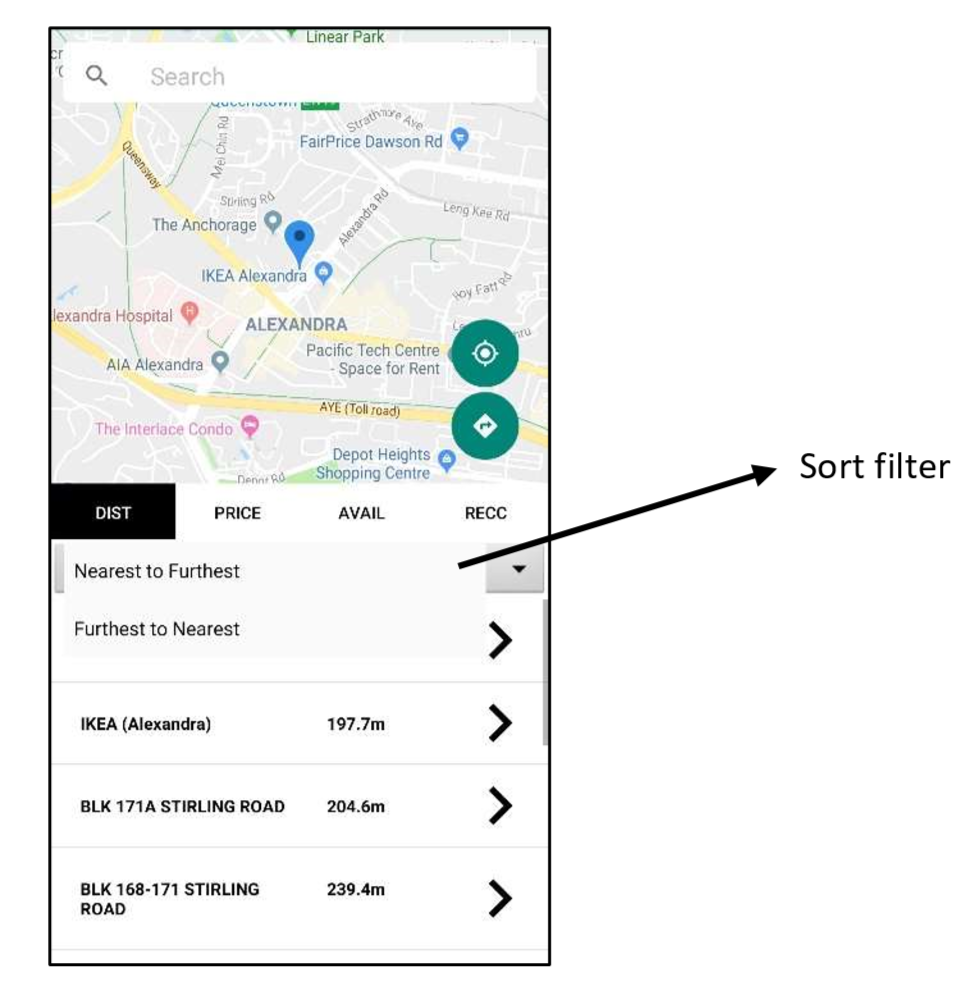 Linear Park
Search
Queenstown
Strathmore Ave
Mei Chin Rd
FairPrice Dawson Rd
Queensway
Stirling Rd
Alexandra Rd
Leng Kee Rd
The Anchorage
IKEA Alexandra
Hoy Fatt Rd
lexandra Hospital
H
ALEXANDRA
Pacific Tech Centre
- Space for Rent
AIA Alexandra
AYE (Toll road)
The Interlace Condo
Depot Heights
Shopping Centre
Depot Rd
Sort filter
DIST PRICE AVAIL RECC
Nearest to Furthest
Furthest to Nearest
IKEA (Alexandra) 197.7m
BLK 171A STIRLING ROAD 204.6m
BLK 168-171 STIRLING 239.4m
ROAD